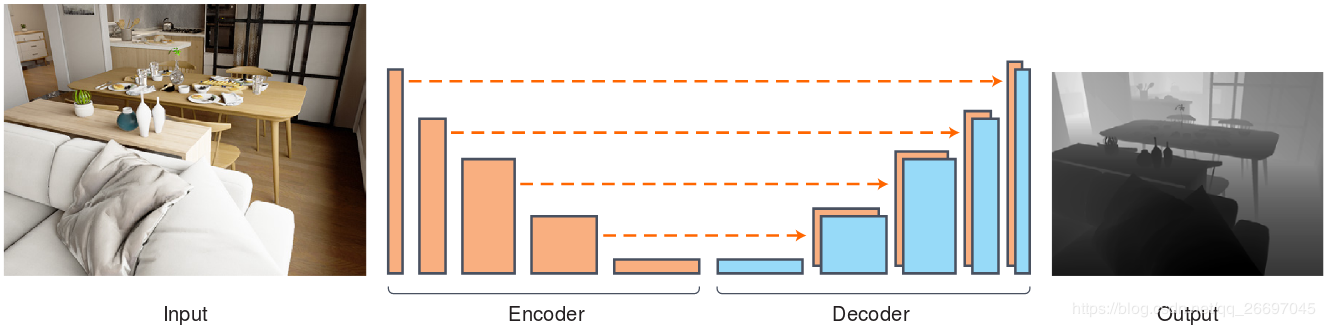 Input
Encoder
Decoder
Output